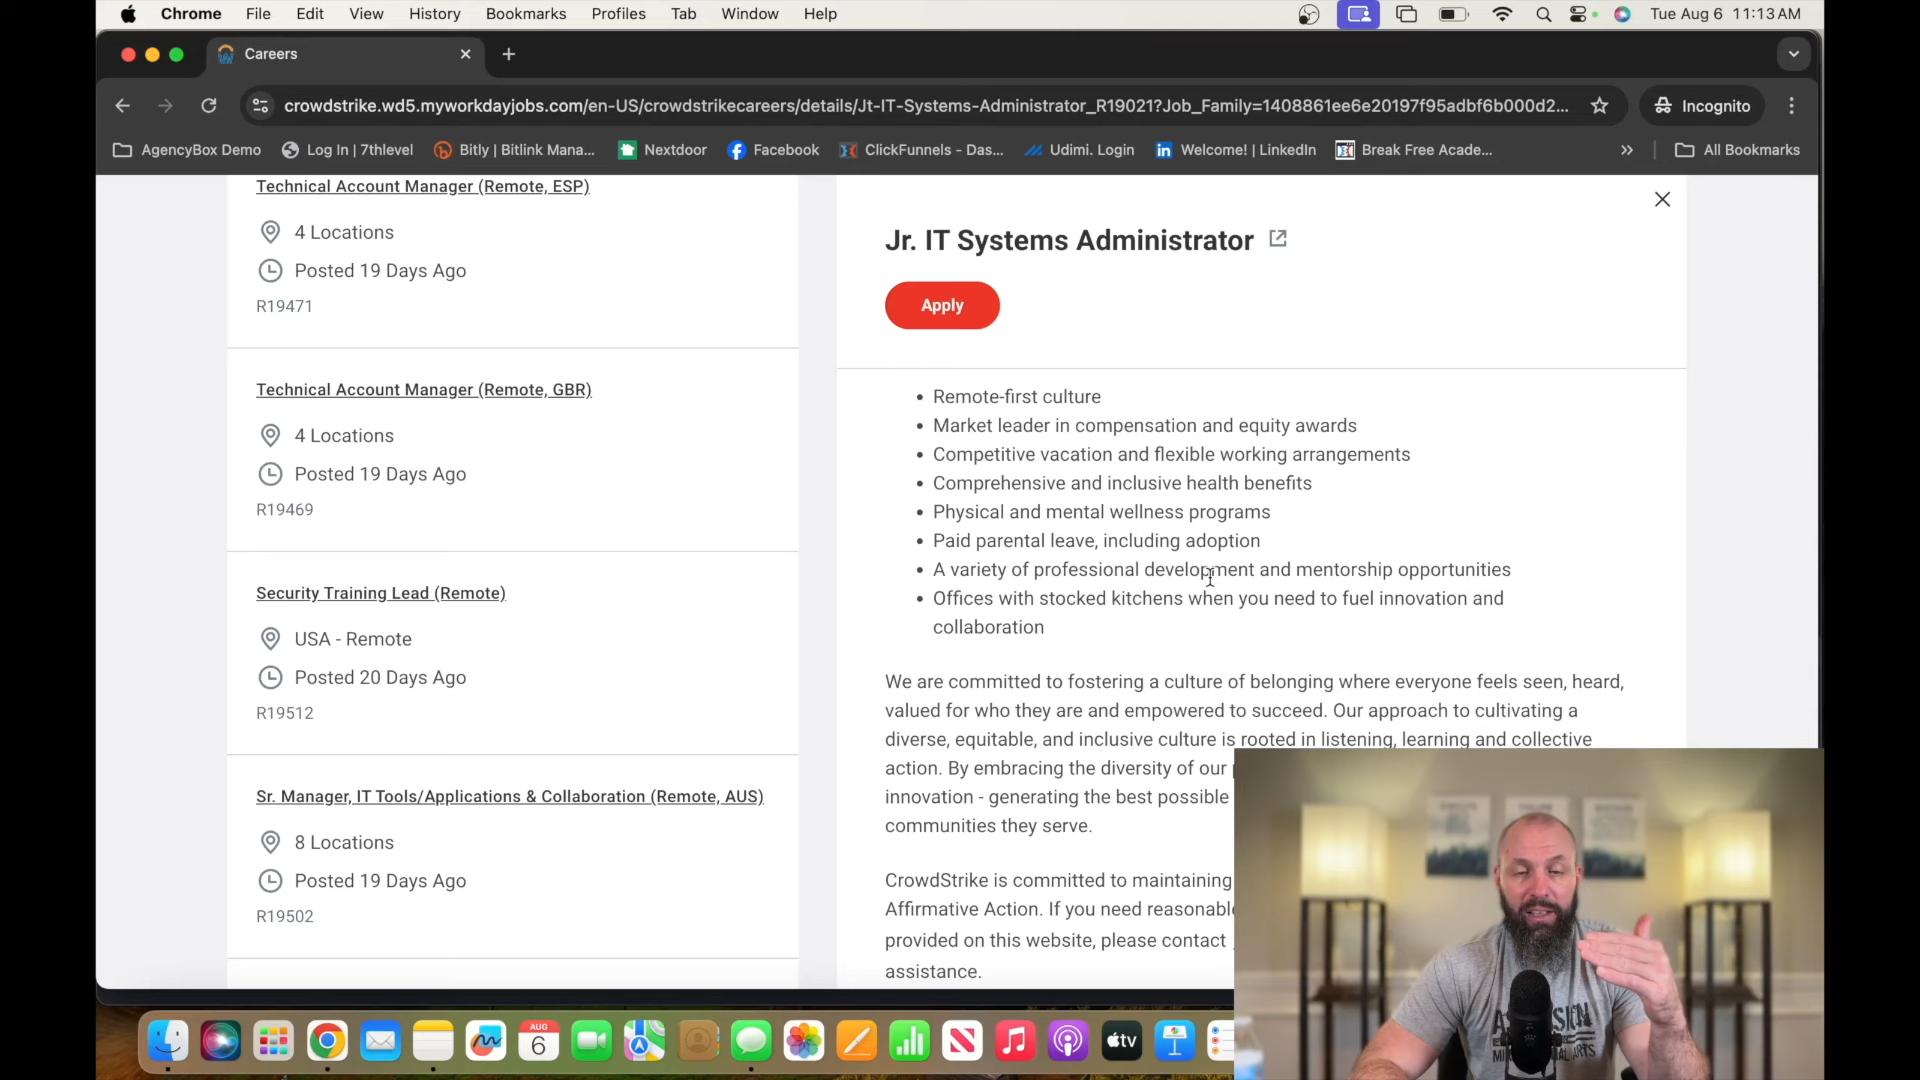 Chrome File Edit View History Bookmarks Profiles Tab Window Help Tue Aug 6 11:13 AM
Careers
crowdstrike.wd5.myworkdayjobs.com/en-US/crowdstrikecareers/details/Jt-IT-Systems-Administrator_R19021?Job_Family=1408861ee6e20197f95adbf6b000d2... Incognito
AgencyBox Demo Log In | 7thlevel Bitly | Bitlink Mana... Nextdoor Facebook ClickFunnels - Das... Udimi. Login Welcome! | LinkedIn Break Free Acade... » All Bookmarks
Technical Account Manager (Remote, ESP)
4 Locations
Posted 19 Days Ago
R19471
Technical Account Manager (Remote, GBR)
4 Locations
Posted 19 Days Ago
R19469
Security Training Lead (Remote)
USA - Remote
Posted 20 Days Ago
R19512
Sr. Manager, IT Tools/Applications & Collaboration (Remote, AUS)
8 Locations
Posted 19 Days Ago
R19502
Jr. IT Systems Administrator
Apply
• Remote-first culture
• Market leader in compensation and equity awards
• Competitive vacation and flexible working arrangements
• Comprehensive and inclusive health benefits
• Physical and mental wellness programs
• Paid parental leave, including adoption
• A variety of professional development and mentorship opportunities
• Offices with stocked kitchens when you need to fuel innovation and
collaboration
We are committed to fostering a culture of belonging where everyone feels seen, heard,
valued for who they are and empowered to succeed. Our approach to cultivating a
diverse, equitable, and inclusive culture is rooted in listening, learning and collective
action. By embracing the diversity of our
innovation - generating the best possible
communities they serve.
CrowdStrike is committed to maintaining
Affirmative Action. If you need reasonable
provided on this website, please contact
assistance.
AUG
6
tv